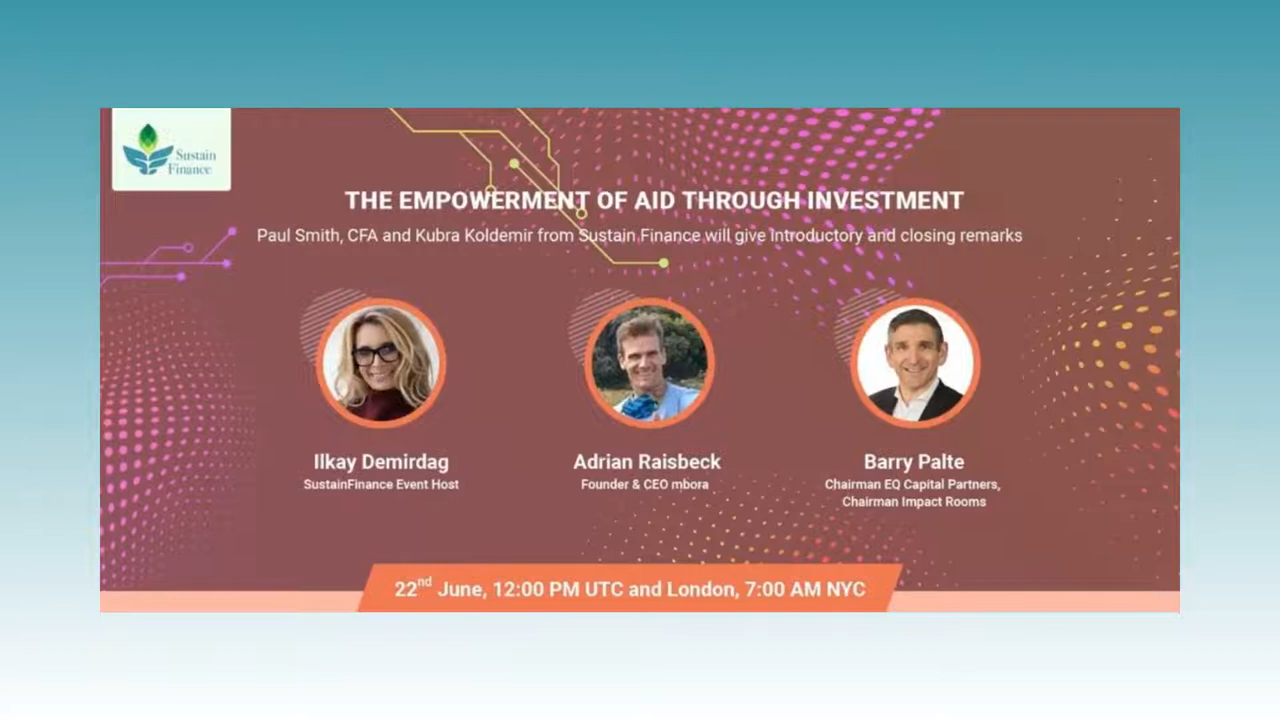 Sustain
Finance
THE EMPOWERMENT OF AID THROUGH INVESTMENT
Paul Smith, CFA and Kubra Koldemir from Sustain Finance will give introductory and closing remarks
Ilkay Demirdag
SustainFinance Event Host
Adrian Raisbeck
Founder & CEO mbora
Barry Palte
Chairman EQ Capital Partners,
Chairman Impact Rooms
22nd June, 12:00 PM UTC and London, 7:00 AM NYC